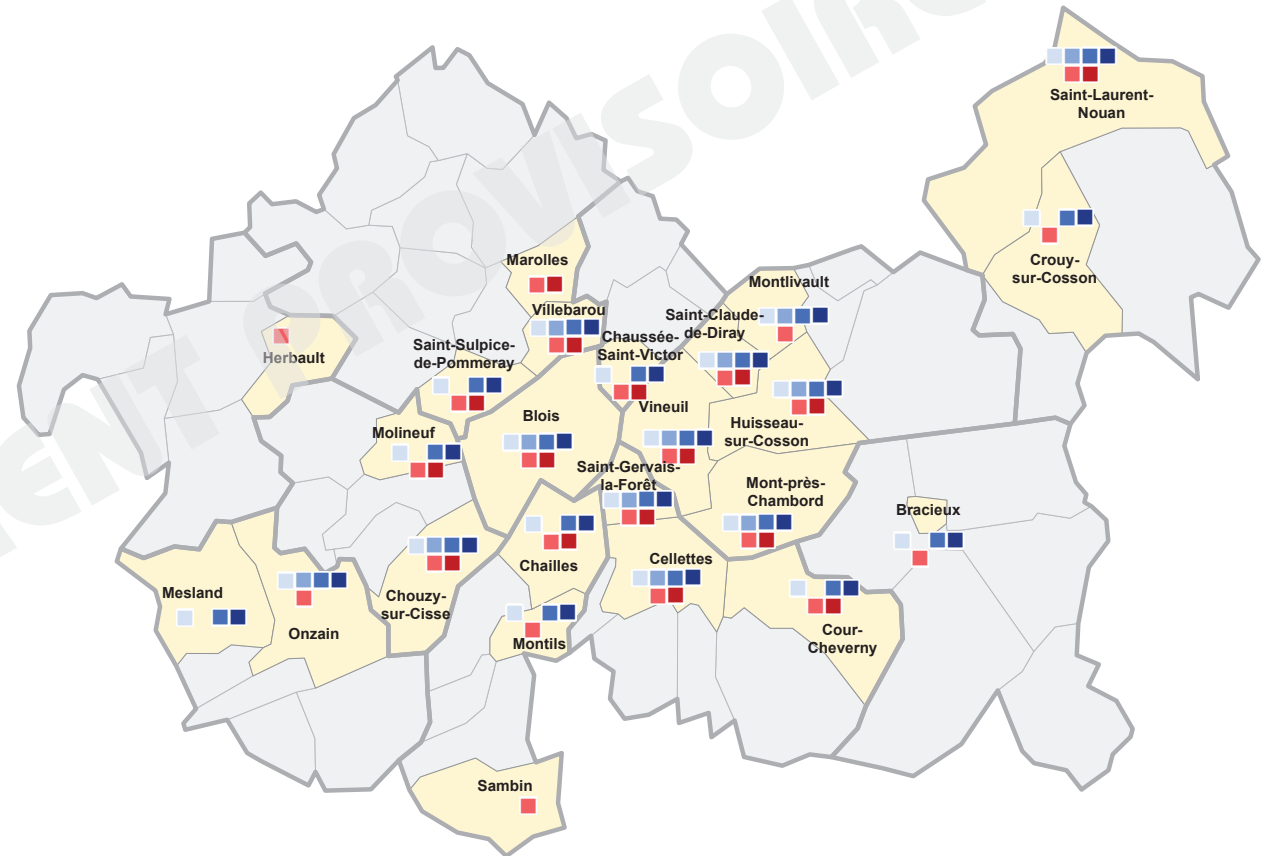 Saint-Laurent-
Nouan
Crouy-
sur-Cosson
Marolles
Montlivault
Villebarou
Saint-Claude-
de-Diray
Chaussée-
Saint-Victor
Saint-Sulpice-
de-Pommeray
Herbault
Vineuil
Blois
Huisseau-
sur-Cosson
Molineuf
Saint-Gervais-
la-Forêt
Mont-près-
Chambord
Bracieux
Cellettes
Chailles
Mesland
Chouzy-
sur-Cisse
Onzain
Cour-
Cheverny
Montils
Sambin
ENT PROVISOIRE